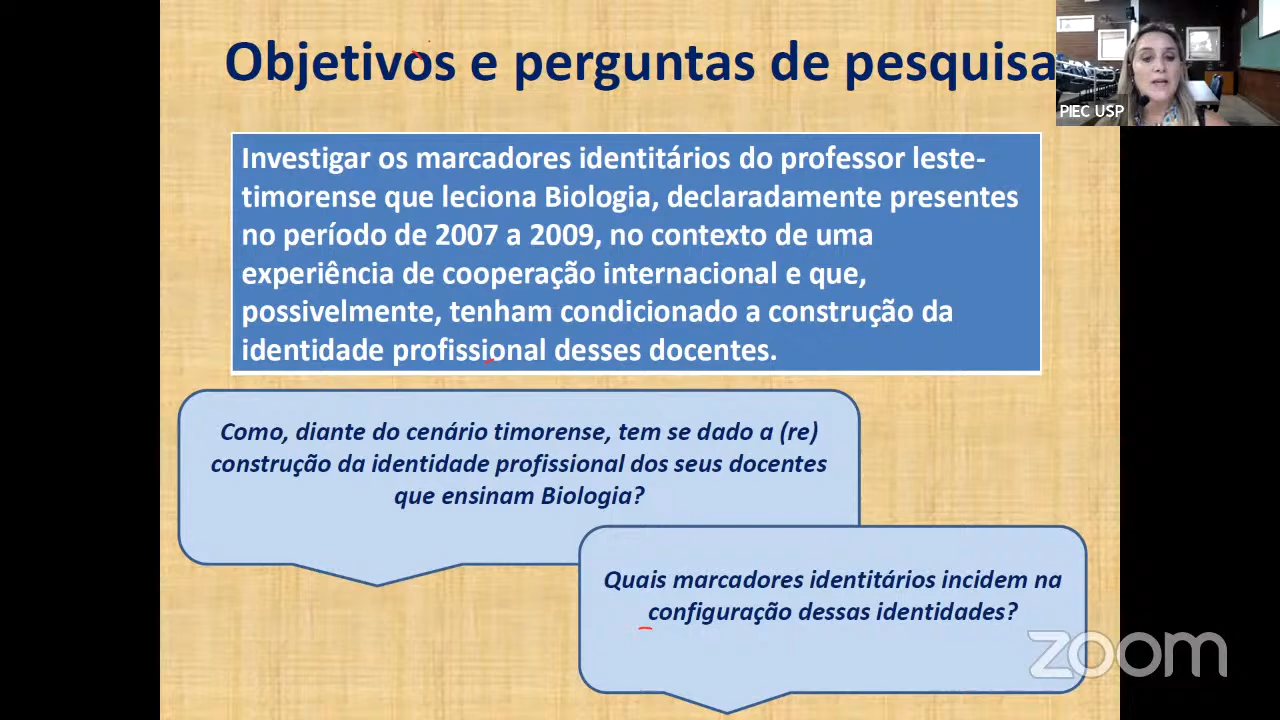 Objetivos e perguntas de pesquisa
PIEC USP
Investigar os marcadores identitários do professor leste-
timorense que leciona Biologia, declaradamente presentes
no período de 2007 a 2009, no contexto de uma
experiência de cooperação internacional e que,
possivelmente, tenham condicionado a construção da
identidade profissional desses docentes.
Como, diante do cenário timorense, tem se dado a (re)
construção da identidade profissional dos seus docentes
que ensinam Biologia?
Quais marcadores identitários incidem na
configuração dessas identidades?
zoom